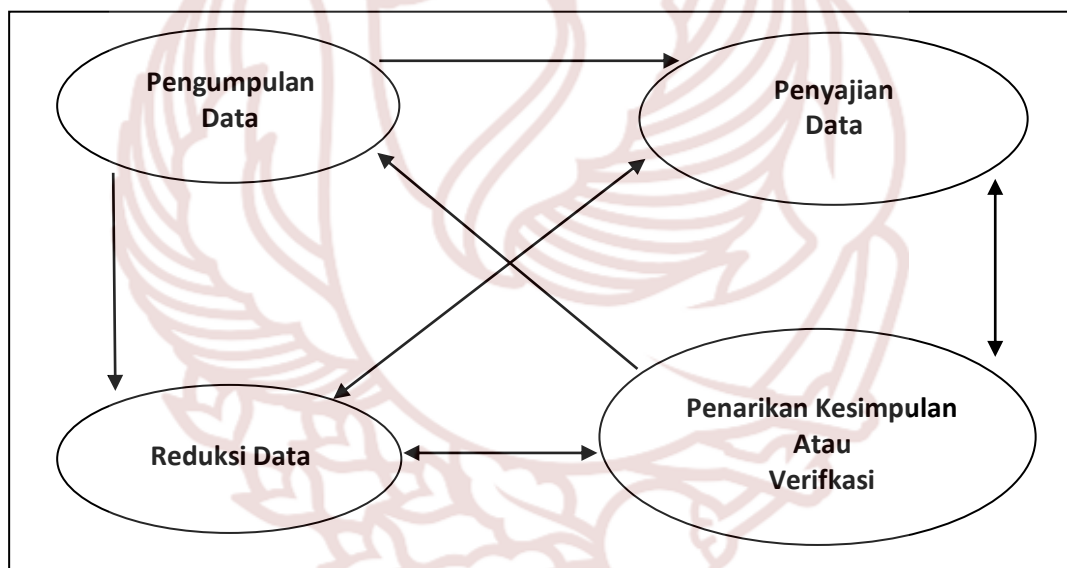 Pengumpulan
Data
Penyajian
Data
Reduksi Data
Penarikan Kesimpulan
Atau
Verifkasi